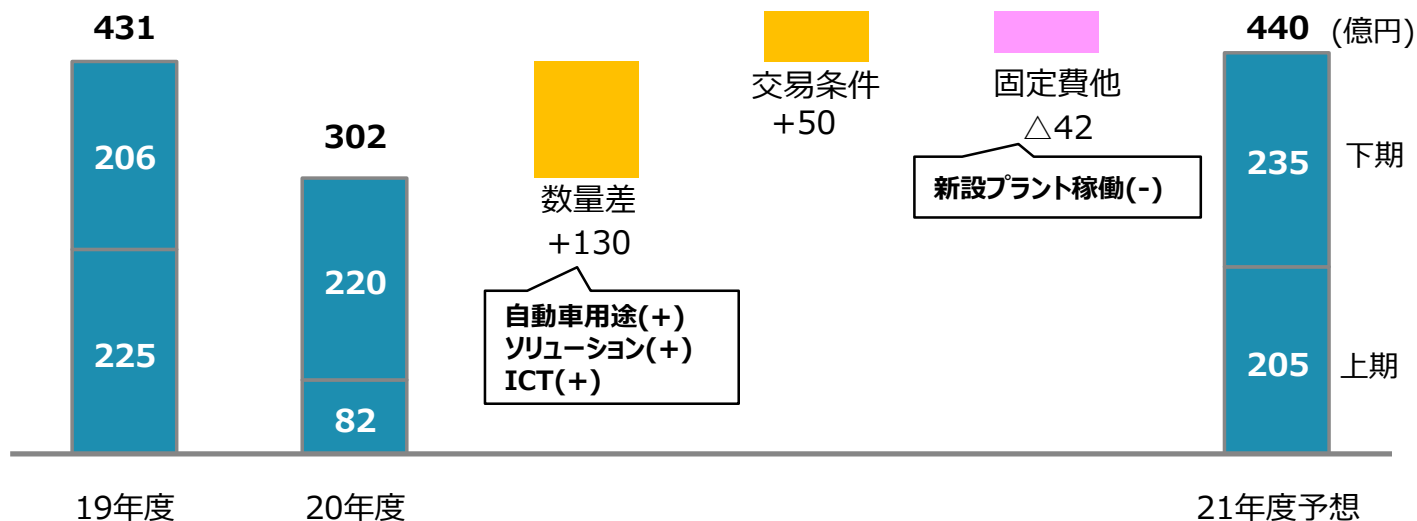 431
206
225
19年度
302
220
82
20年度
数量差
+130
自動車用途(+)
ソリューション(+)
ICT(+)
交易条件
+50
固定費他
△42
新設プラント稼働(-)
440 (億円)
235 下期
205 上期
21年度予想